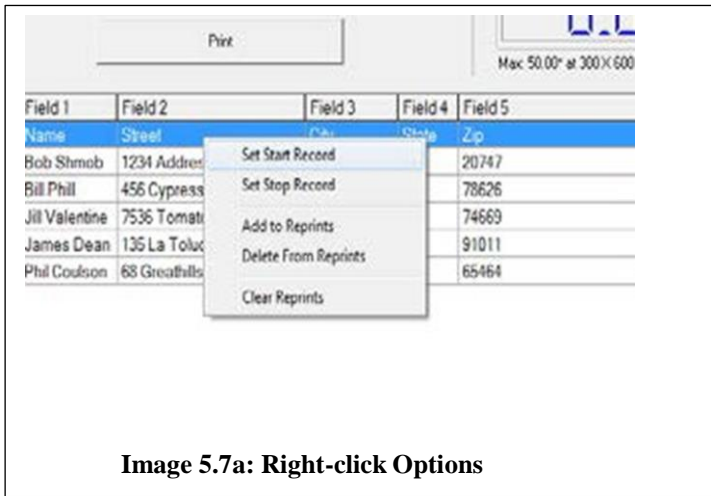 Print
Max: 50.00" at 300 X 600
Field 1 Field 2 Field 3 Field 4 Field 5
Name Street City State Zip
Bob Shmob 1234 Addres 20747
Bill Phill 456 Cypress 78626
Jill Valentine 7536 Tomat 74669
James Dean 135 La Toluc 91011
Phil Coulson 68 Greathills 65464
Set Start Record
Set Stop Record
Add to Reprints
Delete From Reprints
Clear Reprints
Image 5.7a: Right-click Options